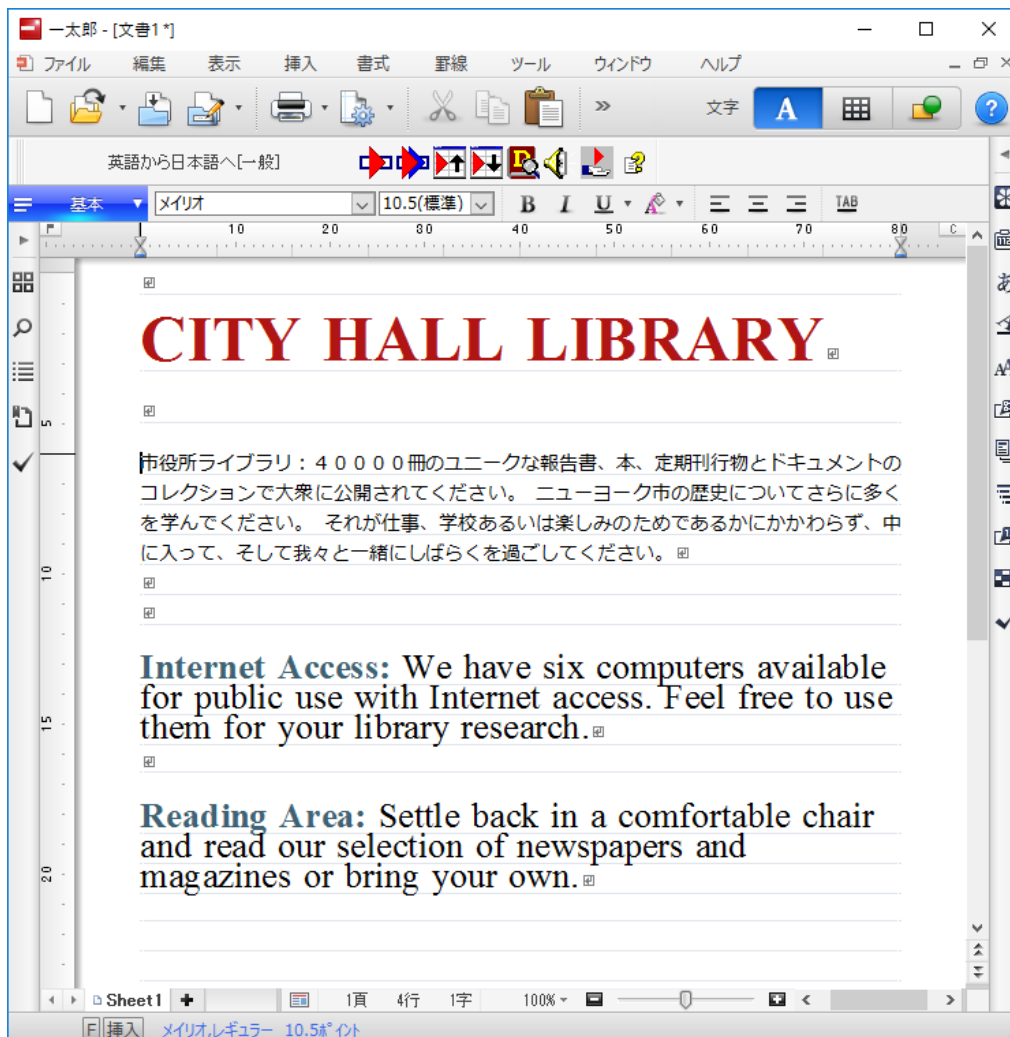 一太郎 - [文書1 *]
ファイル 編集 表示 挿入 書式 罫線 ツール ウィンドウ ヘルプ
文字 A
英語から日本語へ[一般]
基本 メイリオ 10.5(標準) B I U TAB
10 20 30 40 50 60 70 80 C
CITY HALL LIBRARY
5
市役所ライブラリ：４００００冊のユニークな報告書、本、定期刊行物とドキュメントの
コレクションで大衆に公開されてください。 ニューヨーク市の歴史についてさらに多く
を学んでください。 それが仕事、学校あるいは楽しみのためであるかにかかわらず、中
に入って、そして我々と一緒にしばらくを過ごしてください。
10
Internet Access: We have six computers available
for public use with Internet access. Feel free to use
15
them for your library research.
Reading Area: Settle back in a comfortable chair
and read our selection of newspapers and
20
magazines or bring your own.
Sheet1 1頁 4行 1字 100%
挿入 メイリオ,レギュラー 10.5ポイント